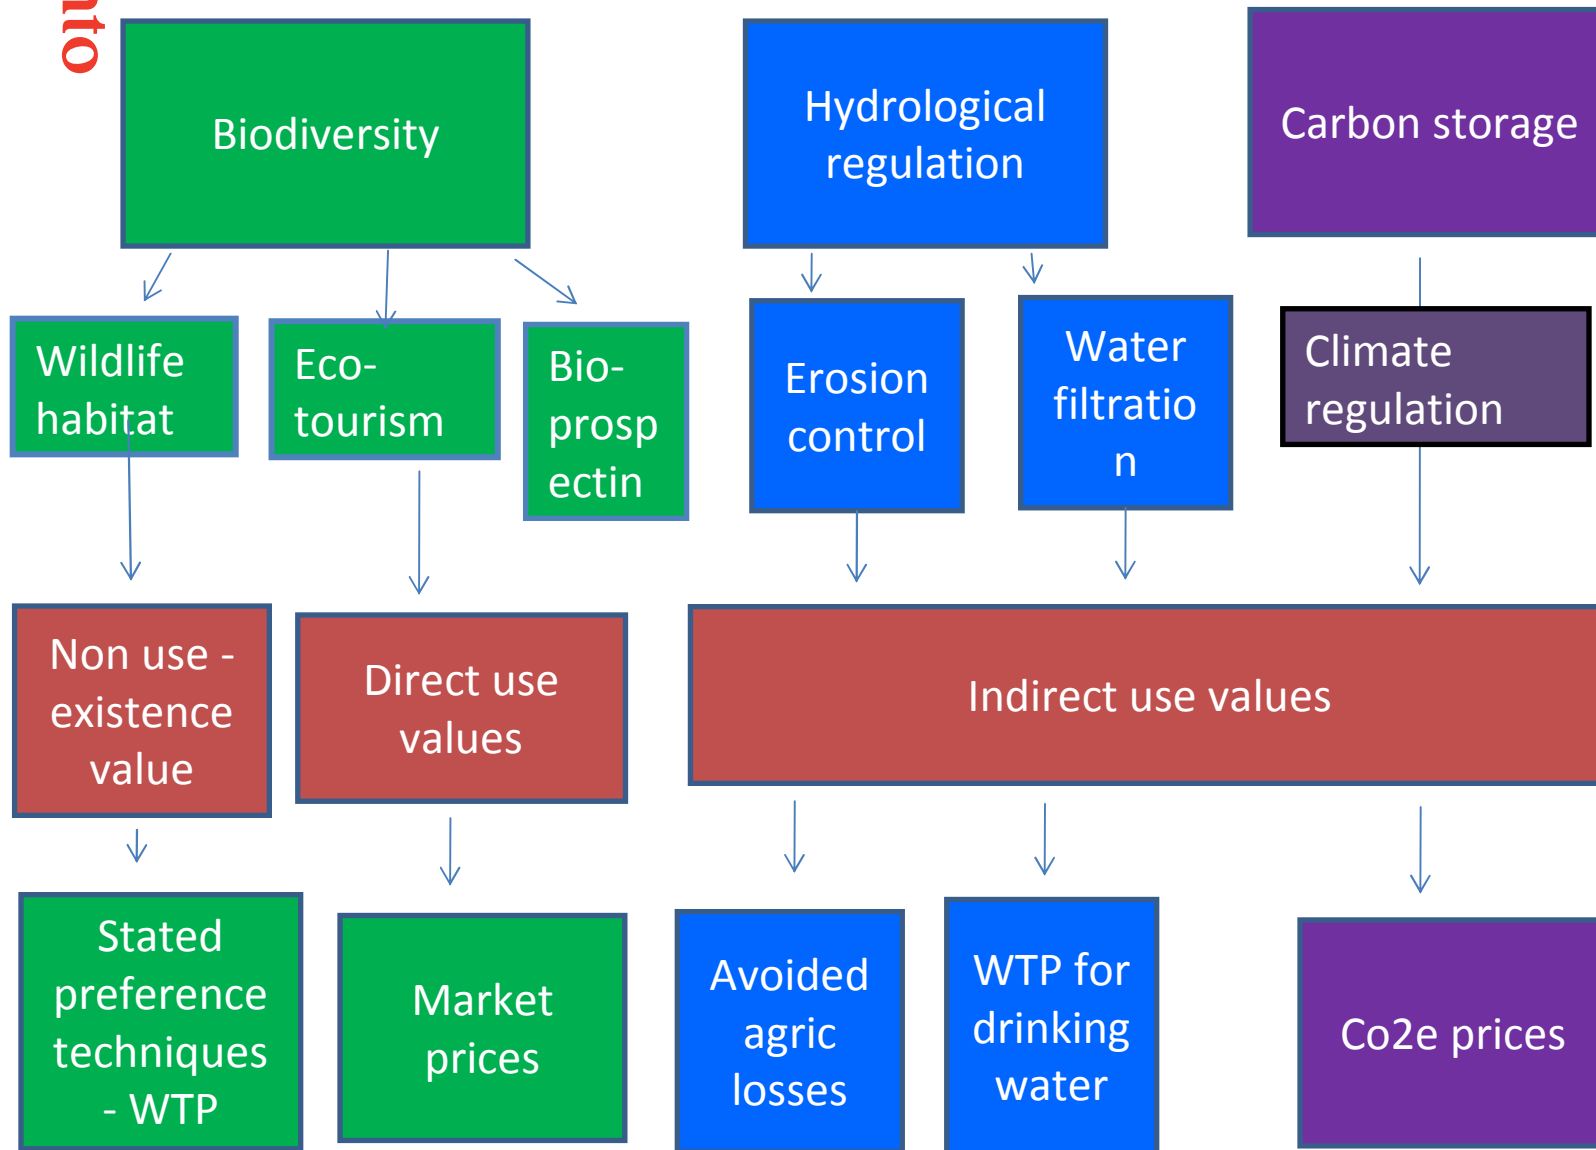 nto
Biodiversity
Hydrological
regulation
Carbon storage
Wildlife
habitat
Eco-
tourism
Bio-
prosp
ectin
Erosion
control
Water
filtratio
n
Climate
regulation
Non use -
existence
value
Direct use
values
Indirect use values
Stated
preference
techniques
- WTP
Market
prices
Avoided
agric
losses
WTP for
drinking
water
Co2e prices